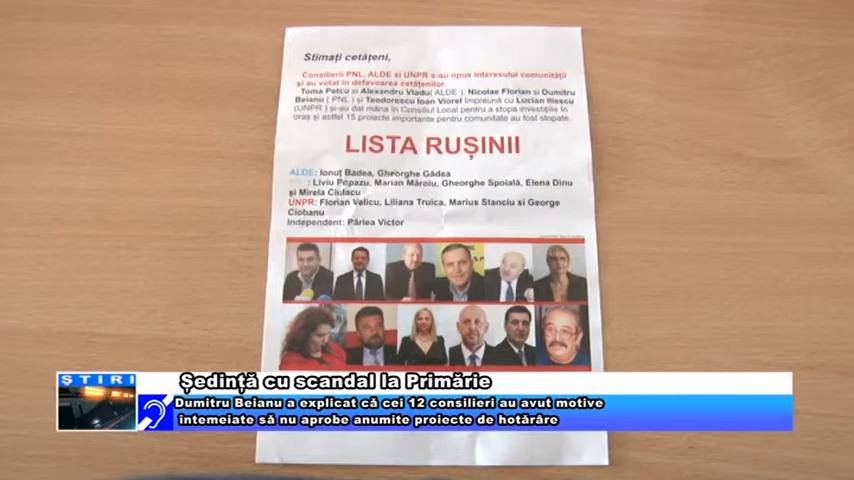 Stimați cetățeni,
Consilierii PNL, ALDE si UNPR s-au opus interesului comunității
și au votat în defavoarea cetățenilor.
Toma Petcu si Alexandru Vladu( ALDE ), Nicolae Florian si Dumitru
Beianu ( PNL ) și Teodorescu Ioan Viorel împreună cu Lucian Iliescu
(UNPR ) și-au dat mâna în Consiliul Local pentru a stopa investițiile în
oraș și astfel 15 proiecte importante pentru comunitate au fost stopate.
LISTA RUȘINII
ALDE: Ionuț Badea, Gheorghe Gâdea
: Liviu Popazu, Marian Măroiu, Gheorghe Spoială, Elena Dinu
și Mirela Ciulacu
UNPR: Florian Velicu, Liliana Truica, Marius Stanciu si George
Ciobanu
Independent: Pârlea Victor
ȘTIRI
Ședință cu scandal la Primărie
Dumitru Beianu a explicat că cei 12 consilieri au avut motive
întemeiate să nu aprobe anumite proiecte de hotărâre